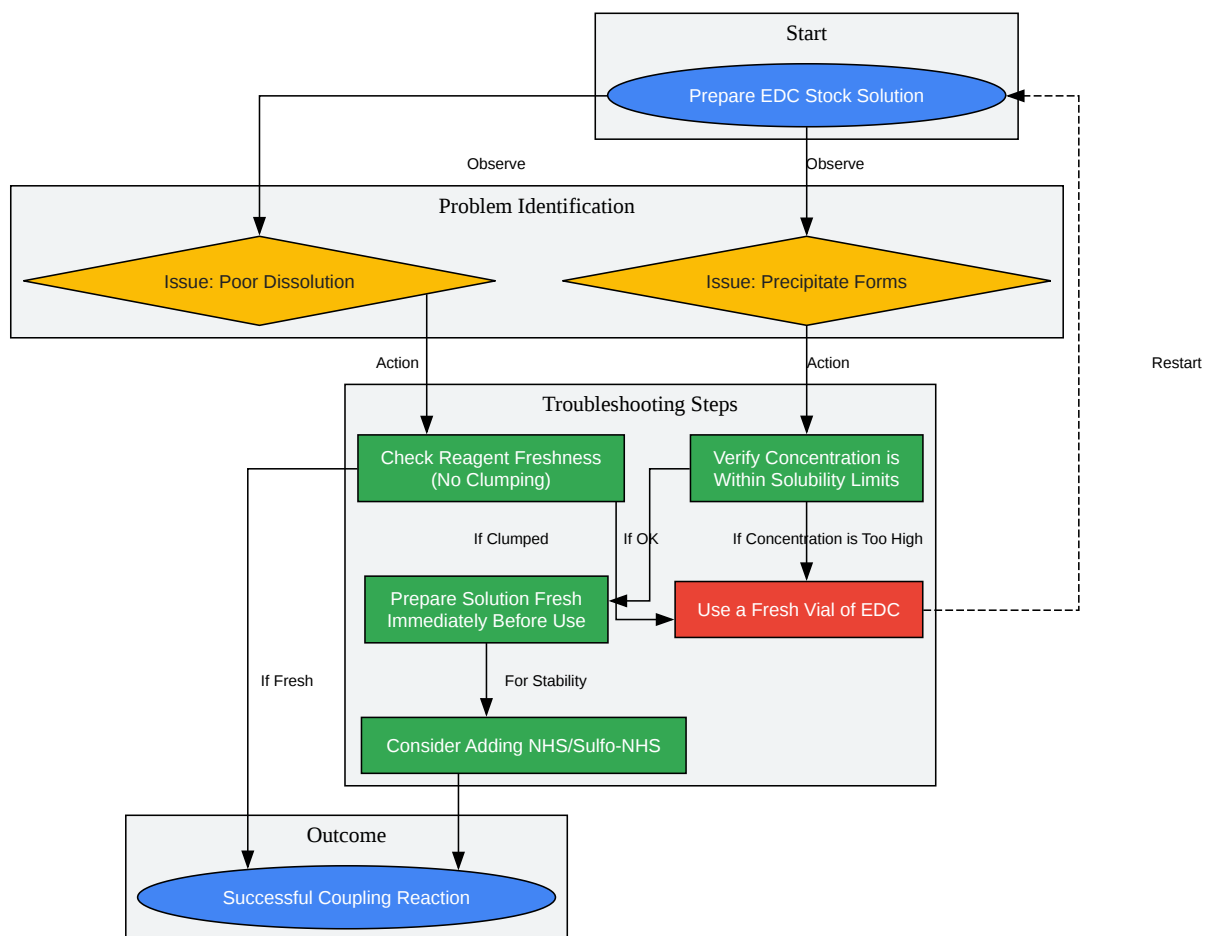 Start
Prepare EDC Stock Solution
Observe
Observe
Problem Identification
Issue: Poor Dissolution
Issue: Precipitate Forms
Action
Action
Restart
Troubleshooting Steps
Check Reagent Freshness
(No Clumping)
Verify Concentration is
Within Solubility Limits
If Clumped
If OK
If Concentration is Too High
Prepare Solution Fresh
Immediately Before Use
Use a Fresh Vial of EDC
If Fresh
For Stability
Consider Adding NHS/Sulfo-NHS
Outcome
Successful Coupling Reaction